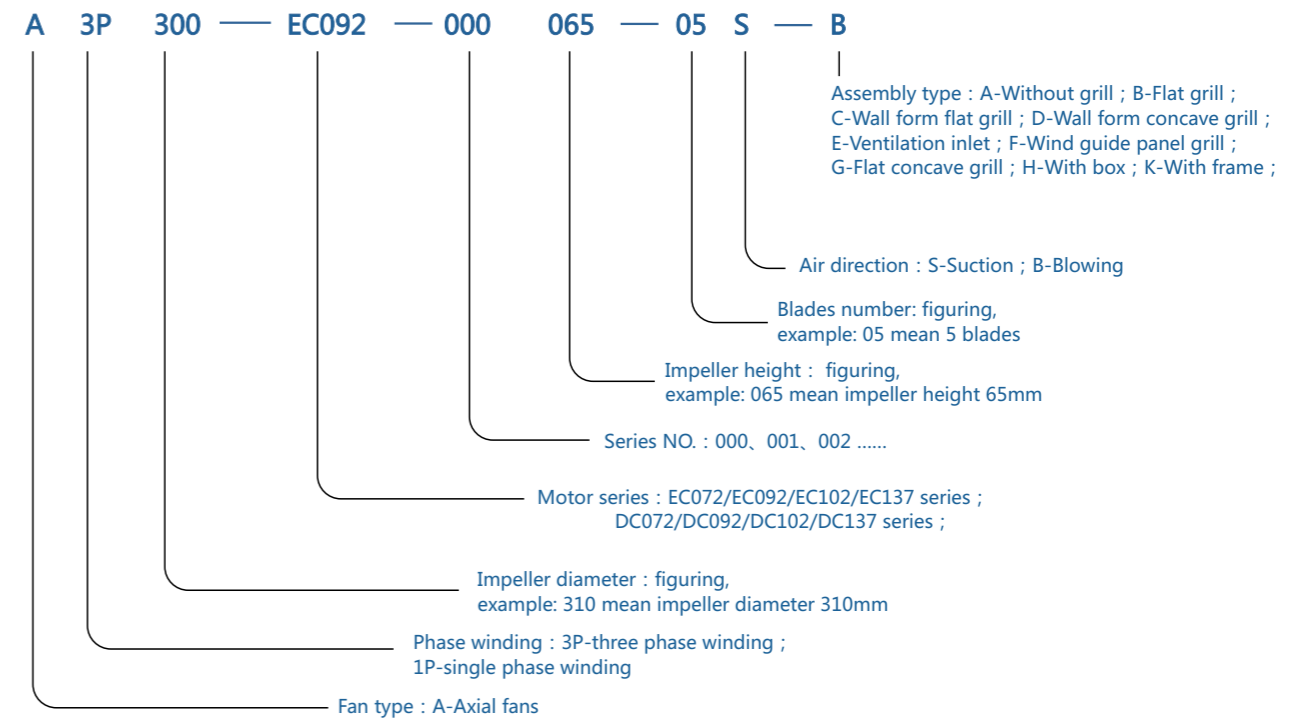 A 3P 300 — EC092 — 000 065 — 05 S — B
Assembly type : A-Without grill ; B-Flat grill ;
C-Wall form flat grill ; D-Wall form concave grill ;
E-Ventilation inlet ; F-Wind guide panel grill ;
G-Flat concave grill ; H-With box ; K-With frame ;
Air direction : S-Suction ; B-Blowing
Blades number: figuring,
example: 05 mean 5 blades
Impeller height : figuring,
example: 065 mean impeller height 65mm
Series NO. : 000、001、002 ......
Motor series : EC072/EC092/EC102/EC137 series ;
DC072/DC092/DC102/DC137 series ;
Impeller diameter : figuring,
example: 310 mean impeller diameter 310mm
Phase winding : 3P-three phase winding ;
1P-single phase winding
Fan type : A-Axial fans